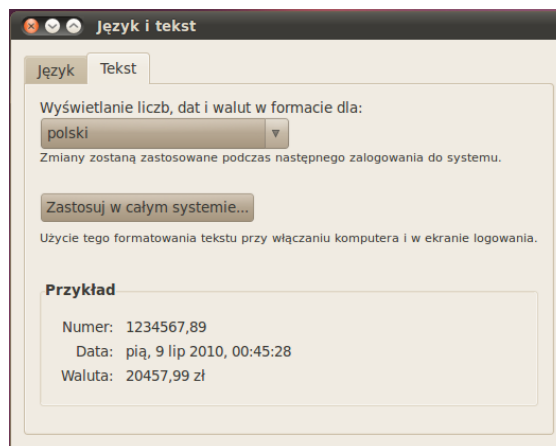 Język i tekst
Język Tekst
Wyświetlanie liczb, dat i walut w formacie dla:
polski
Zmiany zostaną zastosowane podczas następnego zalogowania do systemu.
Zastosuj w całym systemie...
Użycie tego formatowania tekstu przy włączaniu komputera i w ekranie logowania.
Przykład
Numer: 1234567,89
Data: pią, 9 lip 2010, 00:45:28
Waluta: 20457,99 zł